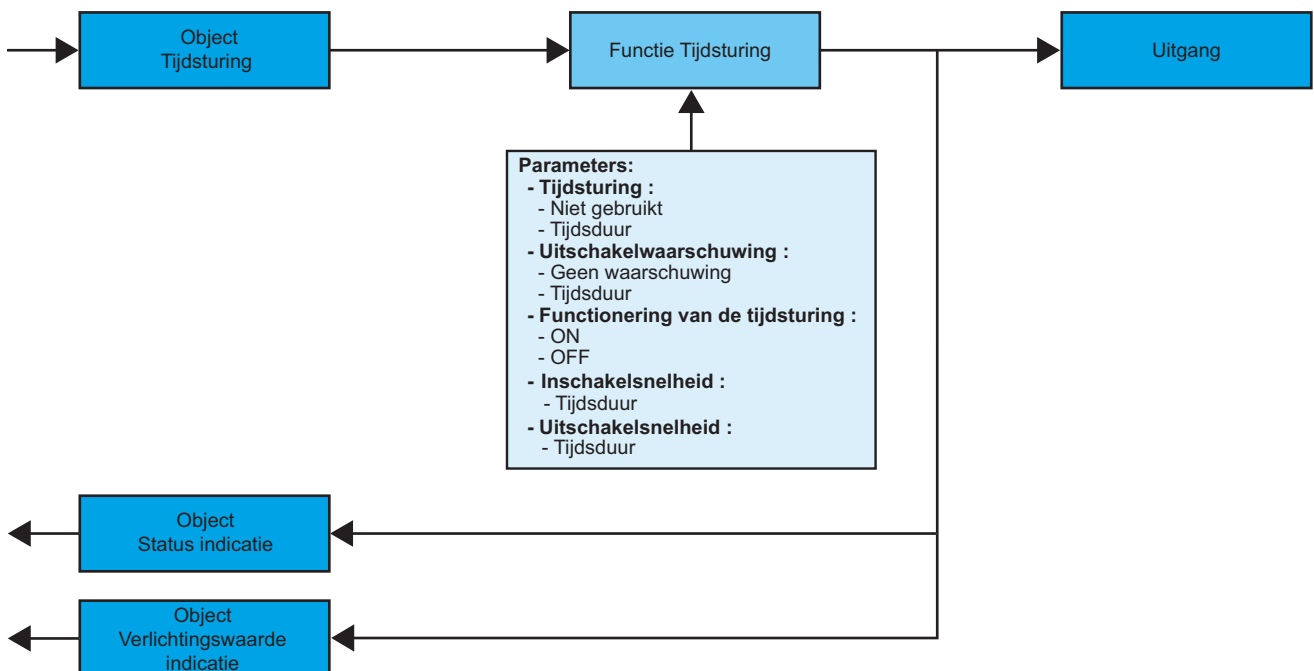 Object
Tijdsturing
Functie Tijdsturing
Uitgang
Parameters:
- Tijdsturing :
- Niet gebruikt
- Tijdsduur
- Uitschakelwaarschuwing :
- Geen waarschuwing
- Tijdsduur
- Functionering van de tijdsturing :
- ON
- OFF
- Inschakelsnelheid :
- Tijdsduur
- Uitschakelsnelheid :
- Tijdsduur
Object
Status indicatie
Object
Verlichtingswaarde
indicatie